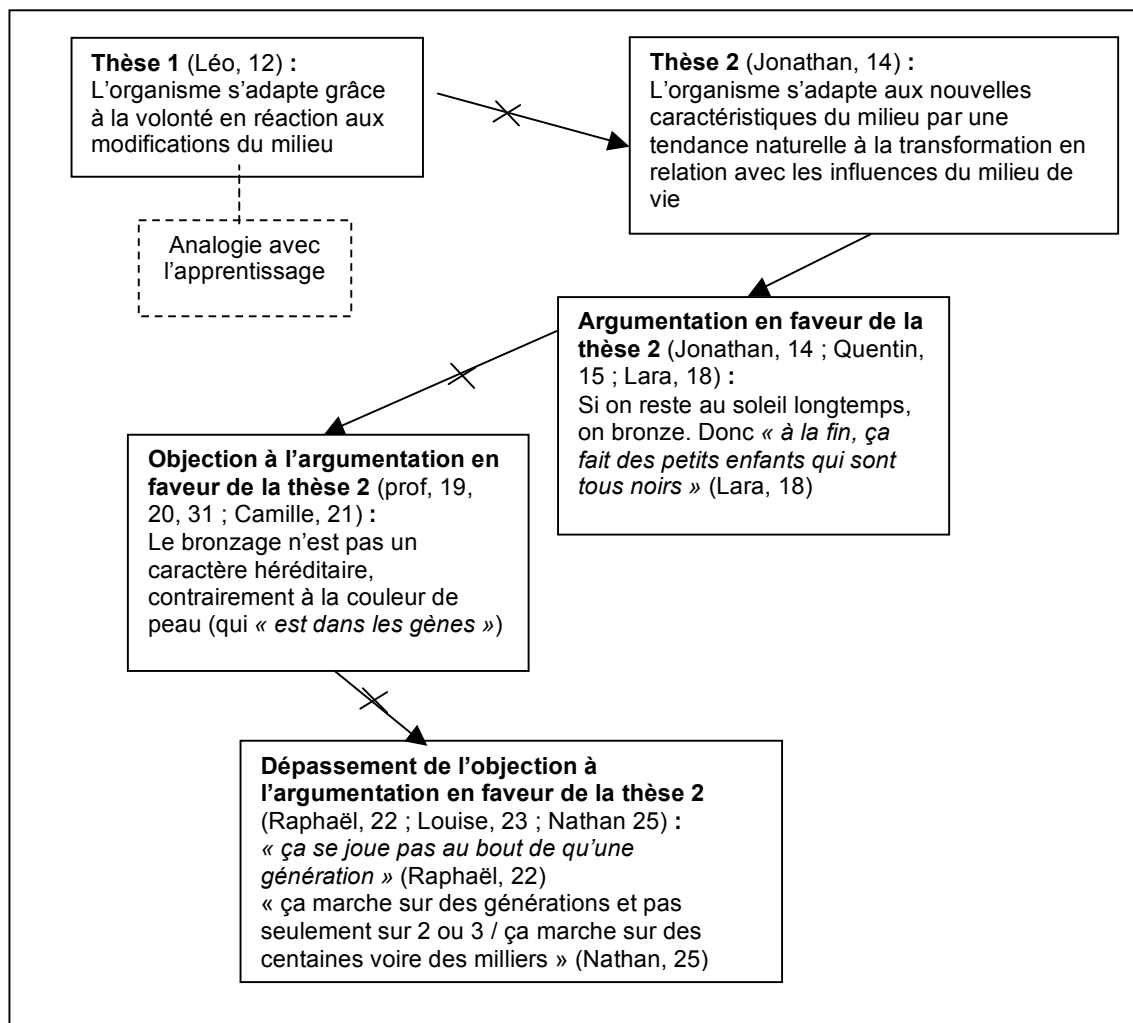 Thèse 1 (Léo, 12) :
L’organisme s’adapte grâce
à la volonté en réaction aux
modifications du milieu
Analogie avec
l’apprentissage
Thèse 2 (Jonathan, 14) :
L’organisme s’adapte aux nouvelles
caractéristiques du milieu par une
tendance naturelle à la transformation en
relation avec les influences du milieu de
vie
Argumentation en faveur de la
thèse 2 (Jonathan, 14 ; Quentin,
15 ; Lara, 18) :
Si on reste au soleil longtemps,
on bronze. Donc « à la fin, ça
fait des petits enfants qui sont
tous noirs » (Lara, 18)
Objection à l’argumentation en
faveur de la thèse 2 (prof, 19,
20, 31 ; Camille, 21) :
Le bronzage n’est pas un
caractère héréditaire,
contrairement à la couleur de
peau (qui « est dans les gènes »)
Dépassement de l’objection à
l’argumentation en faveur de la thèse 2
(Raphaël, 22 ; Louise, 23 ; Nathan 25) :
« ça se joue pas au bout de qu’une
génération » (Raphaël, 22)
« ça marche sur des générations et pas
seulement sur 2 ou 3 / ça marche sur des
centaines voire des milliers » (Nathan, 25)